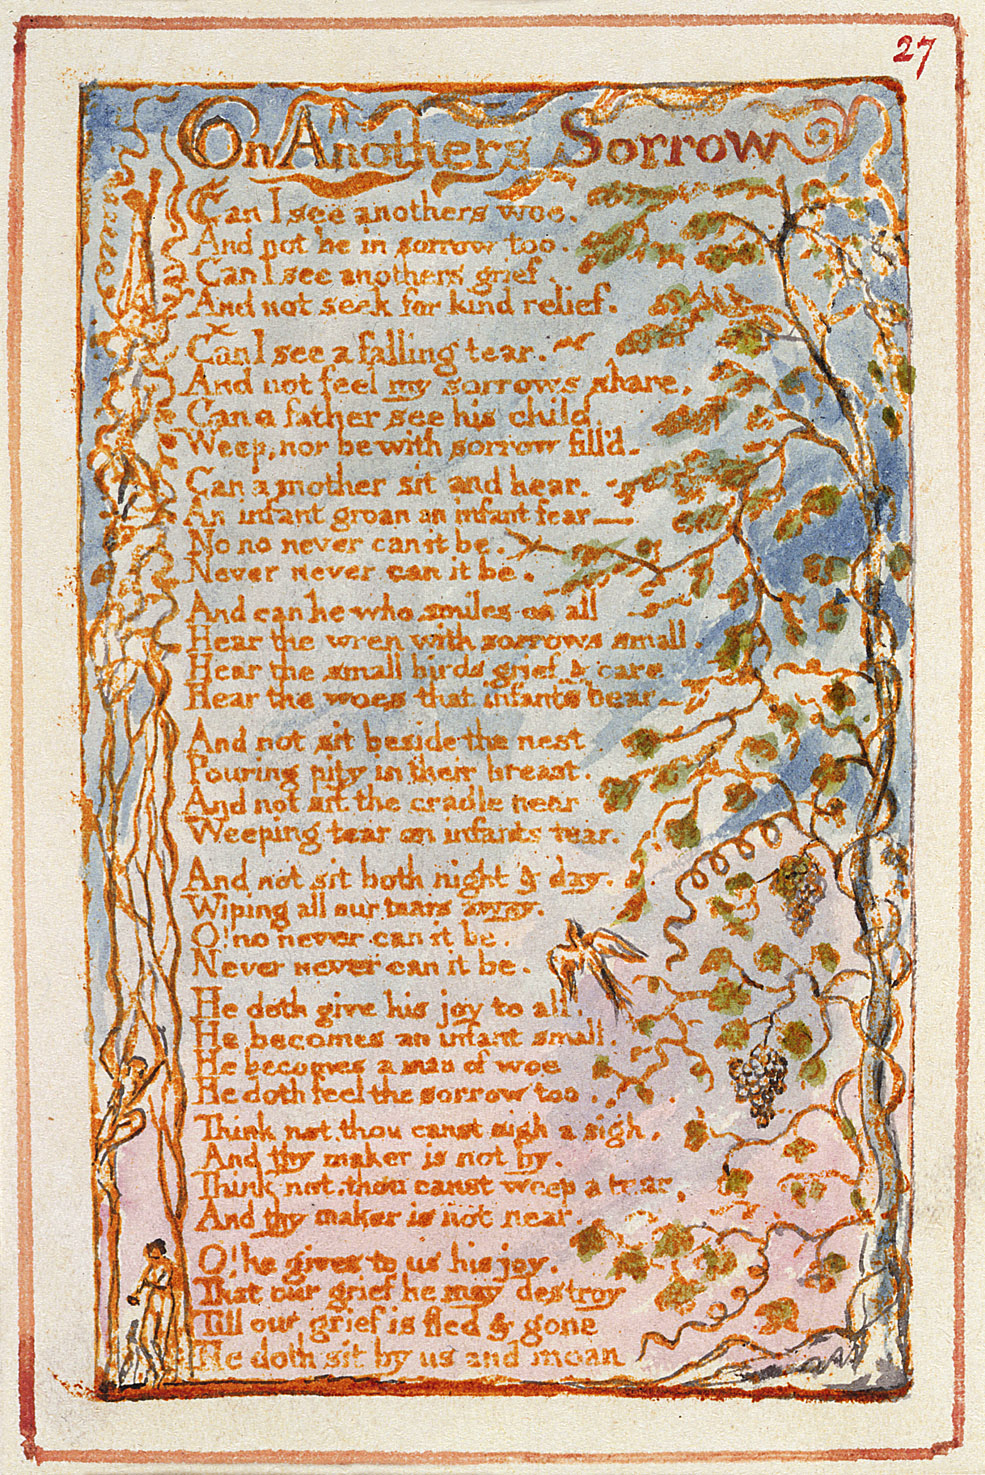 27
On Anothers Sorrow
Can I see anothers woe.
And not be in sorrow too.
Can I see anothers grief.
And not seek for kind relief.
Can I see a falling tear.
And not feel my sorrows share,
Can a father see his child,
Weep, nor be with sorrow fill'd.
Can a mother sit and hear.
An infant groan an infant fear—
No no never can it be.
Never never can it be.
And can he who smiles on all
Hear the wren with sorrows small.
Hear the small birds grief & care
Hear the woes that infants bear—
And not sit beside the nest
Pouring pity in their breast.
And not sit the cradle near
Weeping tear on infants tear.
And not sit both night & day.
Wiping all our tears away.
O! no never can it be.
Never never can it be.
He doth give his joy to all.
He becomes an infant small.
He becomes a man of woe
He doth feel the sorrow too.
Think not, thou canst sigh a sigh,
And thy maker is not by.
Think not, thou canst weep a tear,
And thy maker is not near.
O! he gives to us his joy.
That our grief he may destroy
Till our grief is fled & gone
He doth sit by us and moan